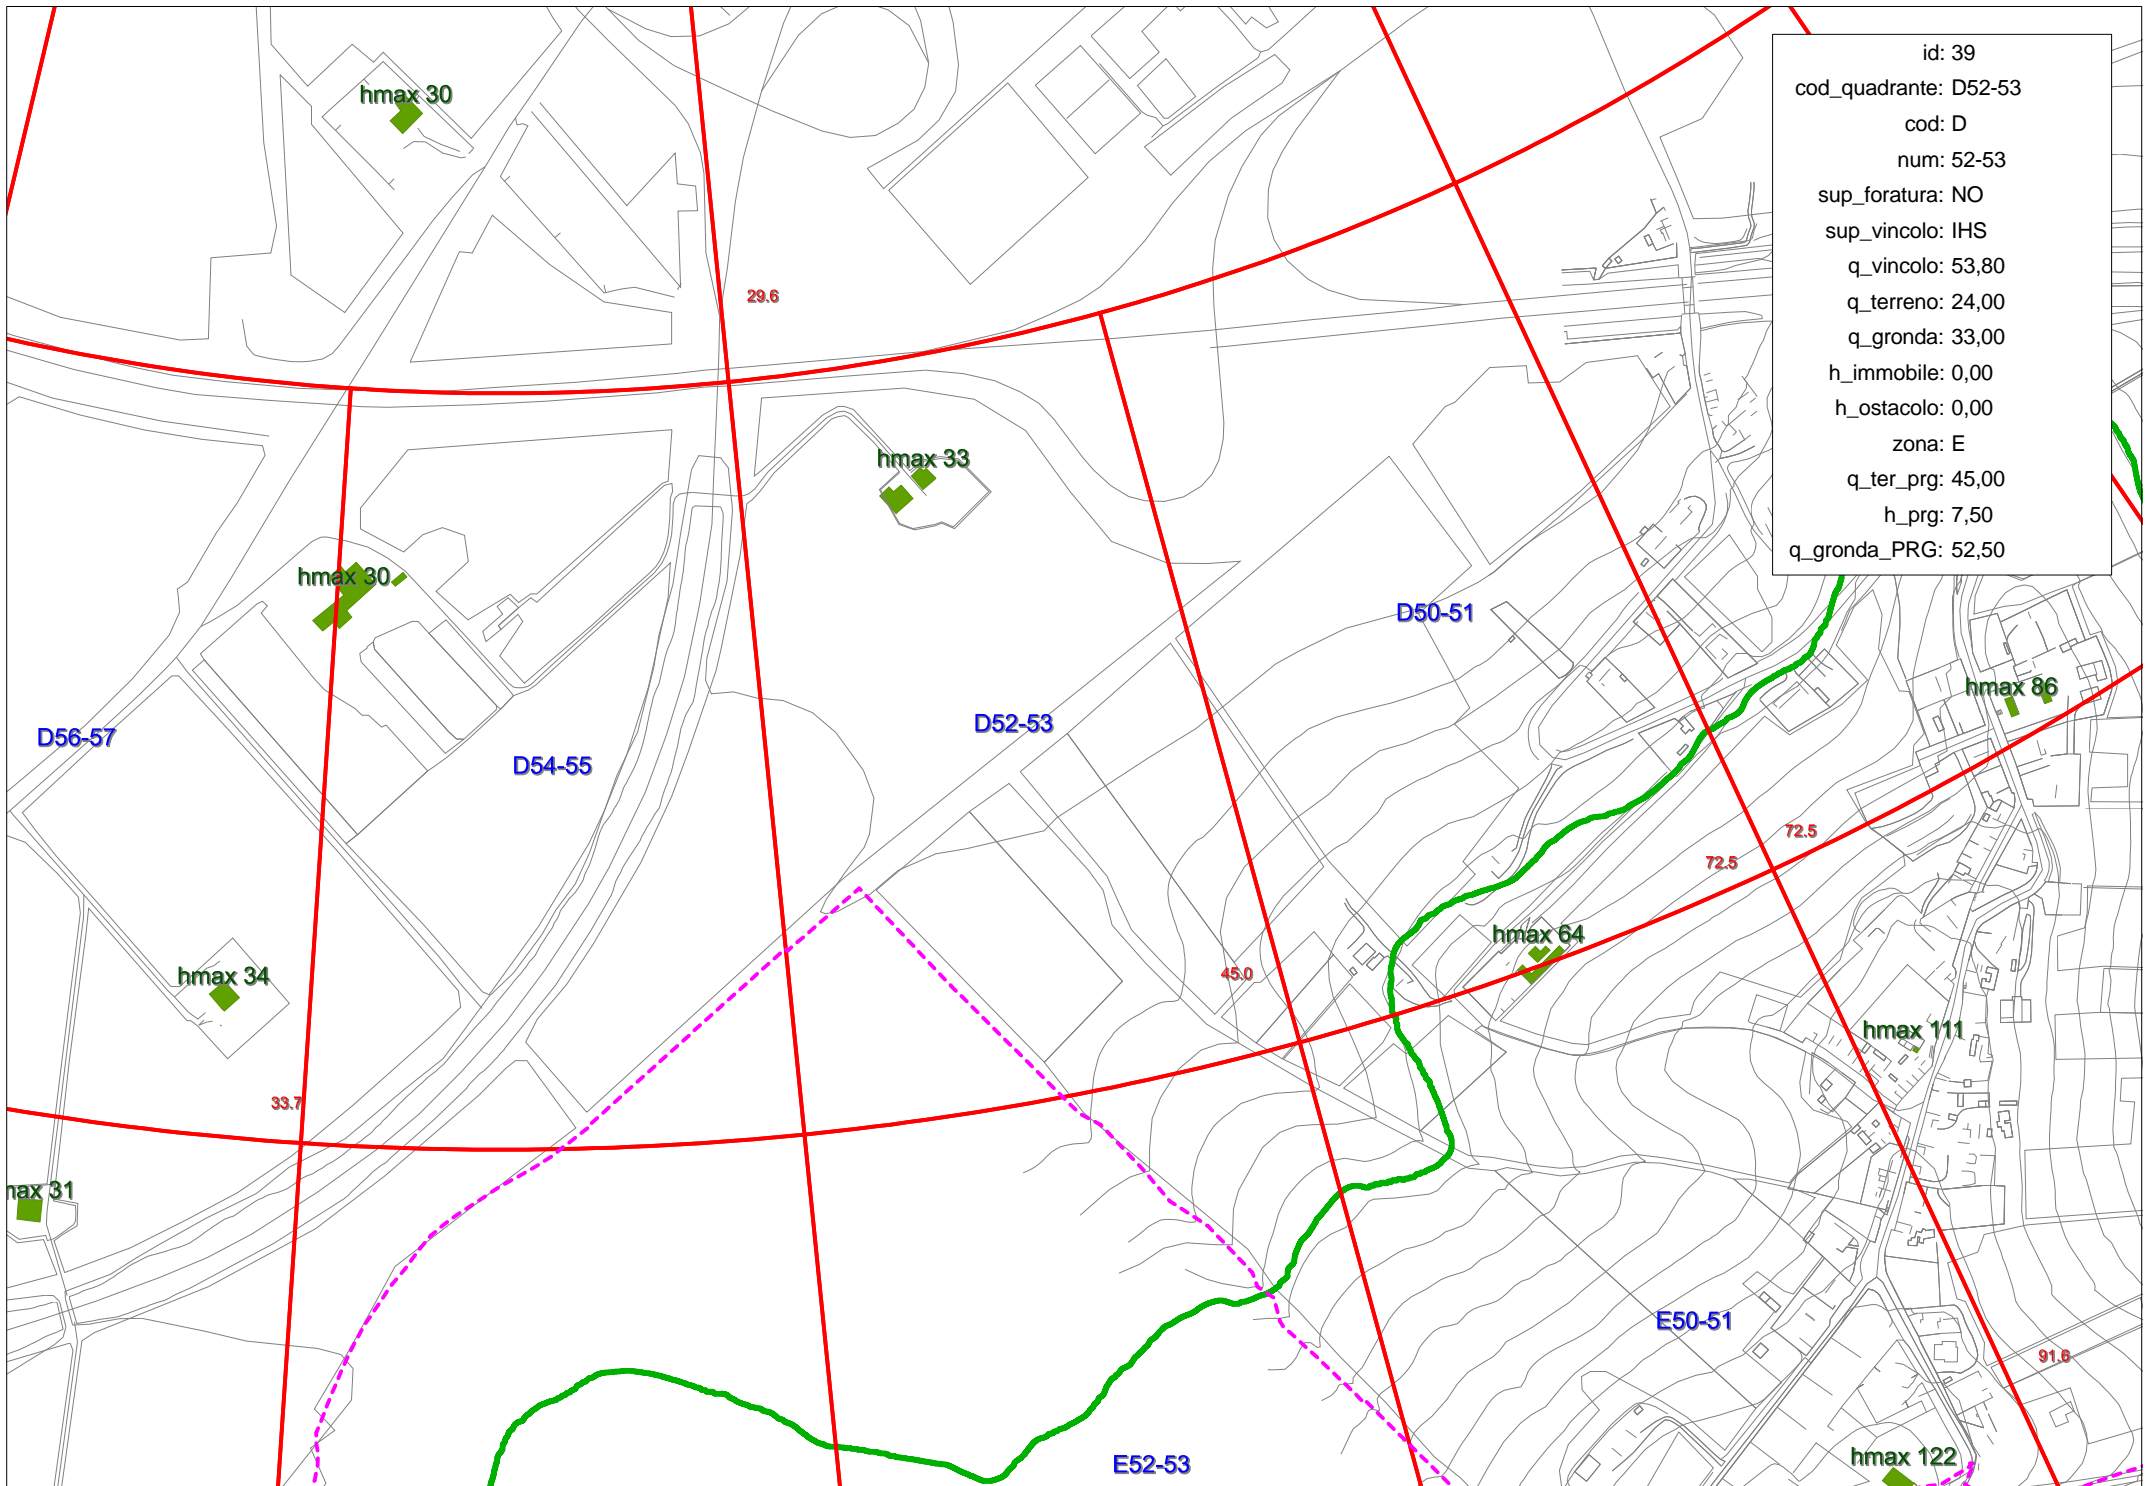 id: 39
cod_quadrante: D52-53
cod: D
num: 52-53
sup_foratura: NO
sup_vincolo: IHS
q_vincolo: 53,80
q_terreno: 24,00
q_gronda: 33,00
h_immobile: 0,00
h_ostacolo: 0,00
zona: E
q_ter_prg: 45,00
h_prg: 7,50
q_gronda_PRG: 52,50
hmax 30
29.6
hmax 33
hmax 30
D50-51
hmax 86
D52-53
D56-57
D54-55
72.5
72.5
hmax 64
45.0
hmax 34
hmax 111
33.7
max 31
E50-51
91.6
hmax 122
E52-53